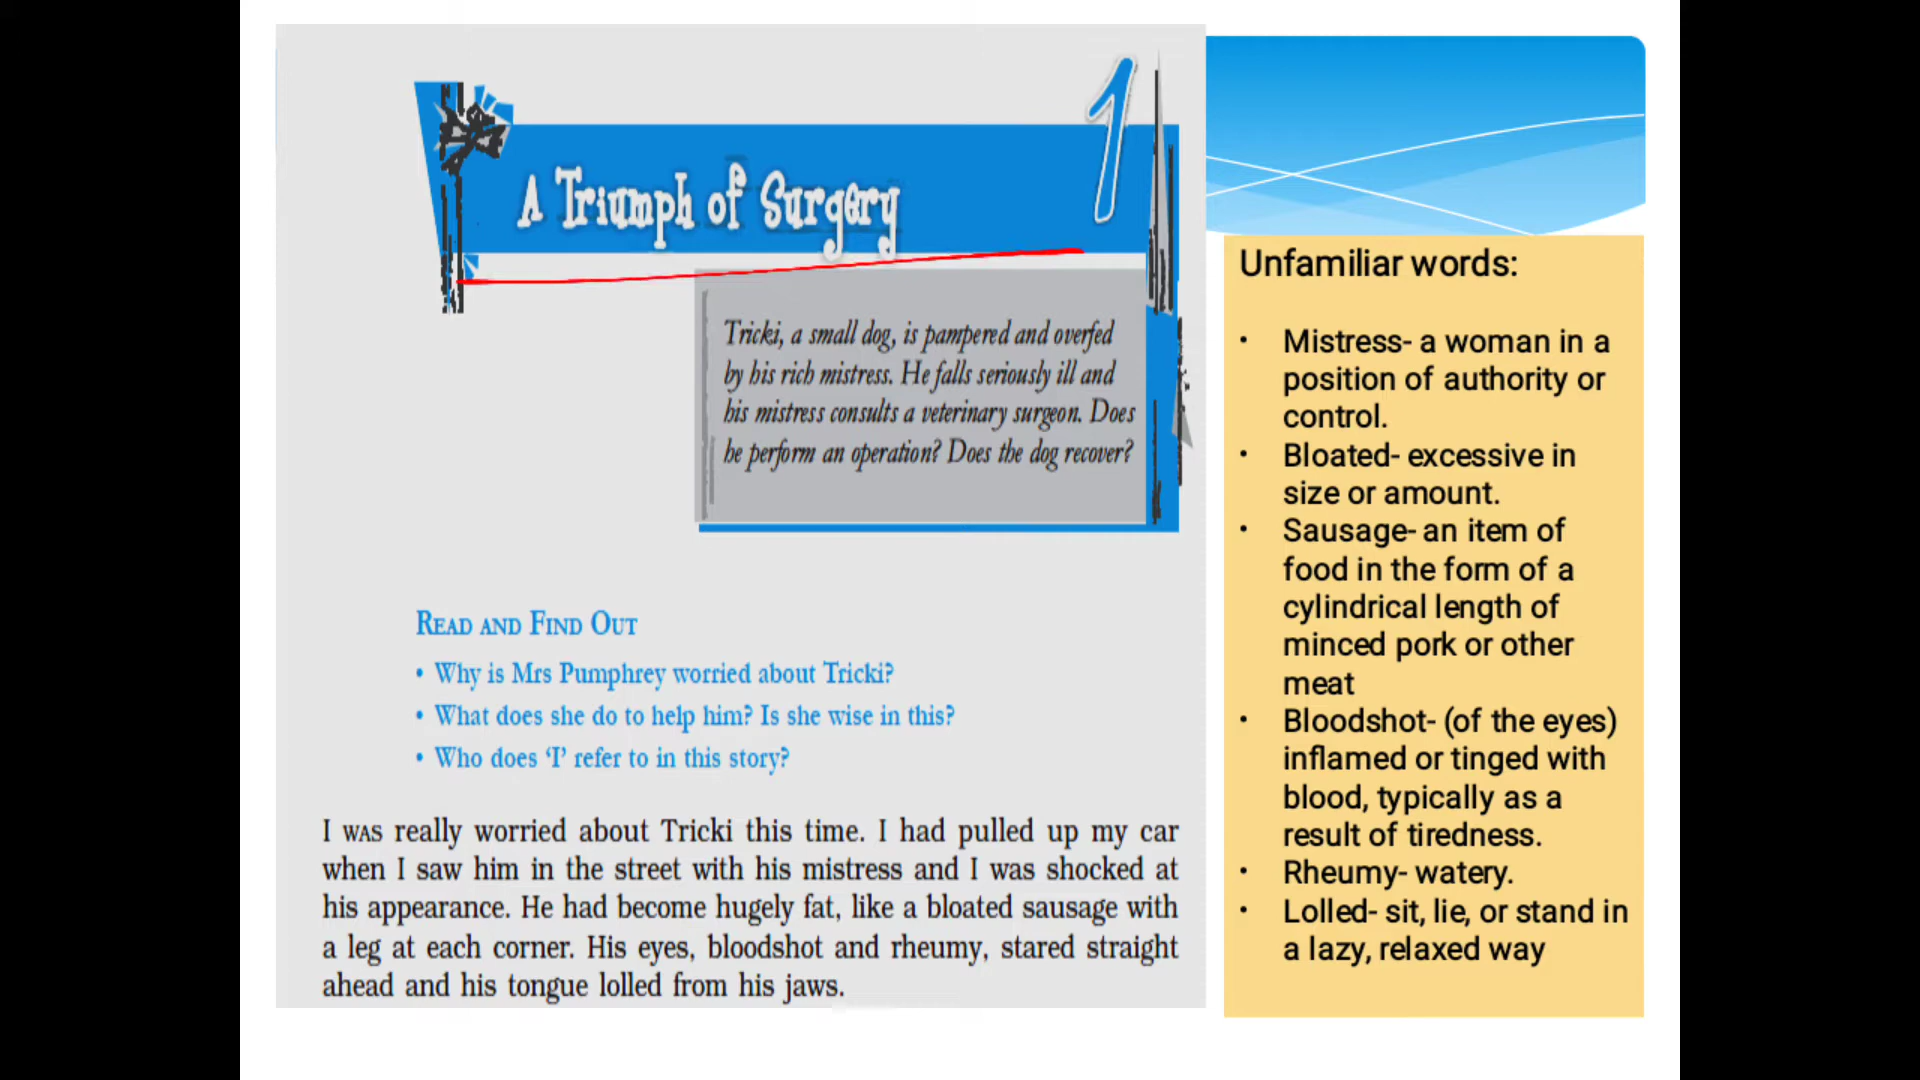 1
A Triumph of Surgery
Tricki, a small dog, is pampered and overfed
by his rich mistress. He falls seriously ill and
his mistress consults a veterinary surgeon. Does
he perform an operation? Does the dog recover?
READ AND FIND OUT
• Why is Mrs Pumphrey worried about Tricki?
• What does she do to help him? Is she wise in this?
• Who does ‘I’ refer to in this story?
I WAS really worried about Tricki this time. I had pulled up my car
when I saw him in the street with his mistress and I was shocked at
his appearance. He had become hugely fat, like a bloated sausage with
a leg at each corner. His eyes, bloodshot and rheumy, stared straight
ahead and his tongue lolled from his jaws.
Unfamiliar words:
• Mistress- a woman in a
position of authority or
control.
• Bloated- excessive in
size or amount.
• Sausage- an item of
food in the form of a
cylindrical length of
minced pork or other
meat
• Bloodshot- (of the eyes)
inflamed or tinged with
blood, typically as a
result of tiredness.
• Rheumy- watery.
• Lolled- sit, lie, or stand in
a lazy, relaxed way